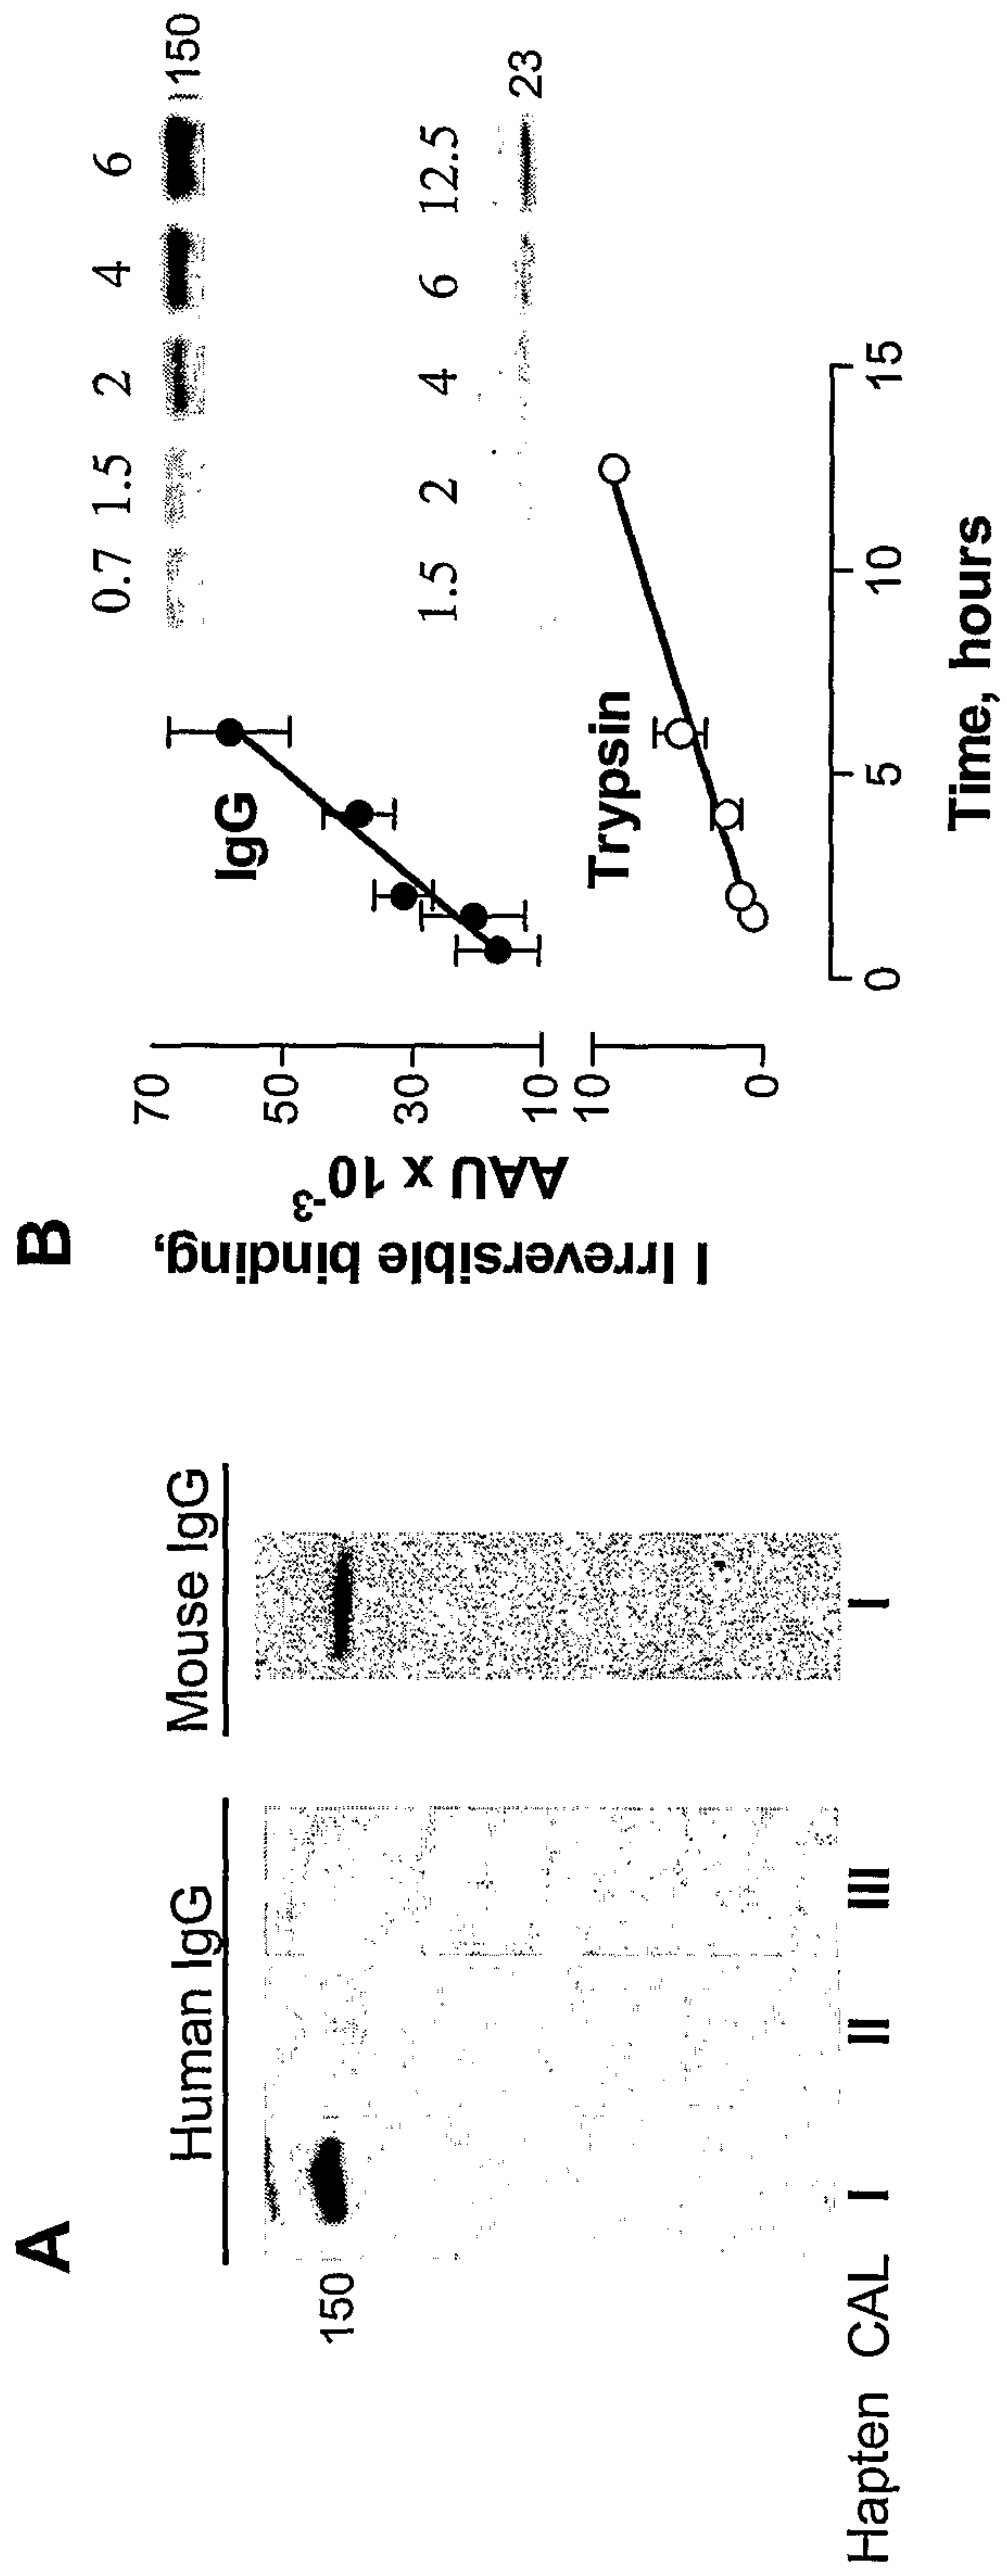 A
Human IgG
Mouse IgG
150
Hapten CAL I II III I
B
I Irreversible binding,
AAU x 10-3
70
50
30
10
10
0
IgG
Trypsin
0.7 1.5 2 4 6
150
1.5 2 4 6 12.5
23
0 5 10 15
Time, hours